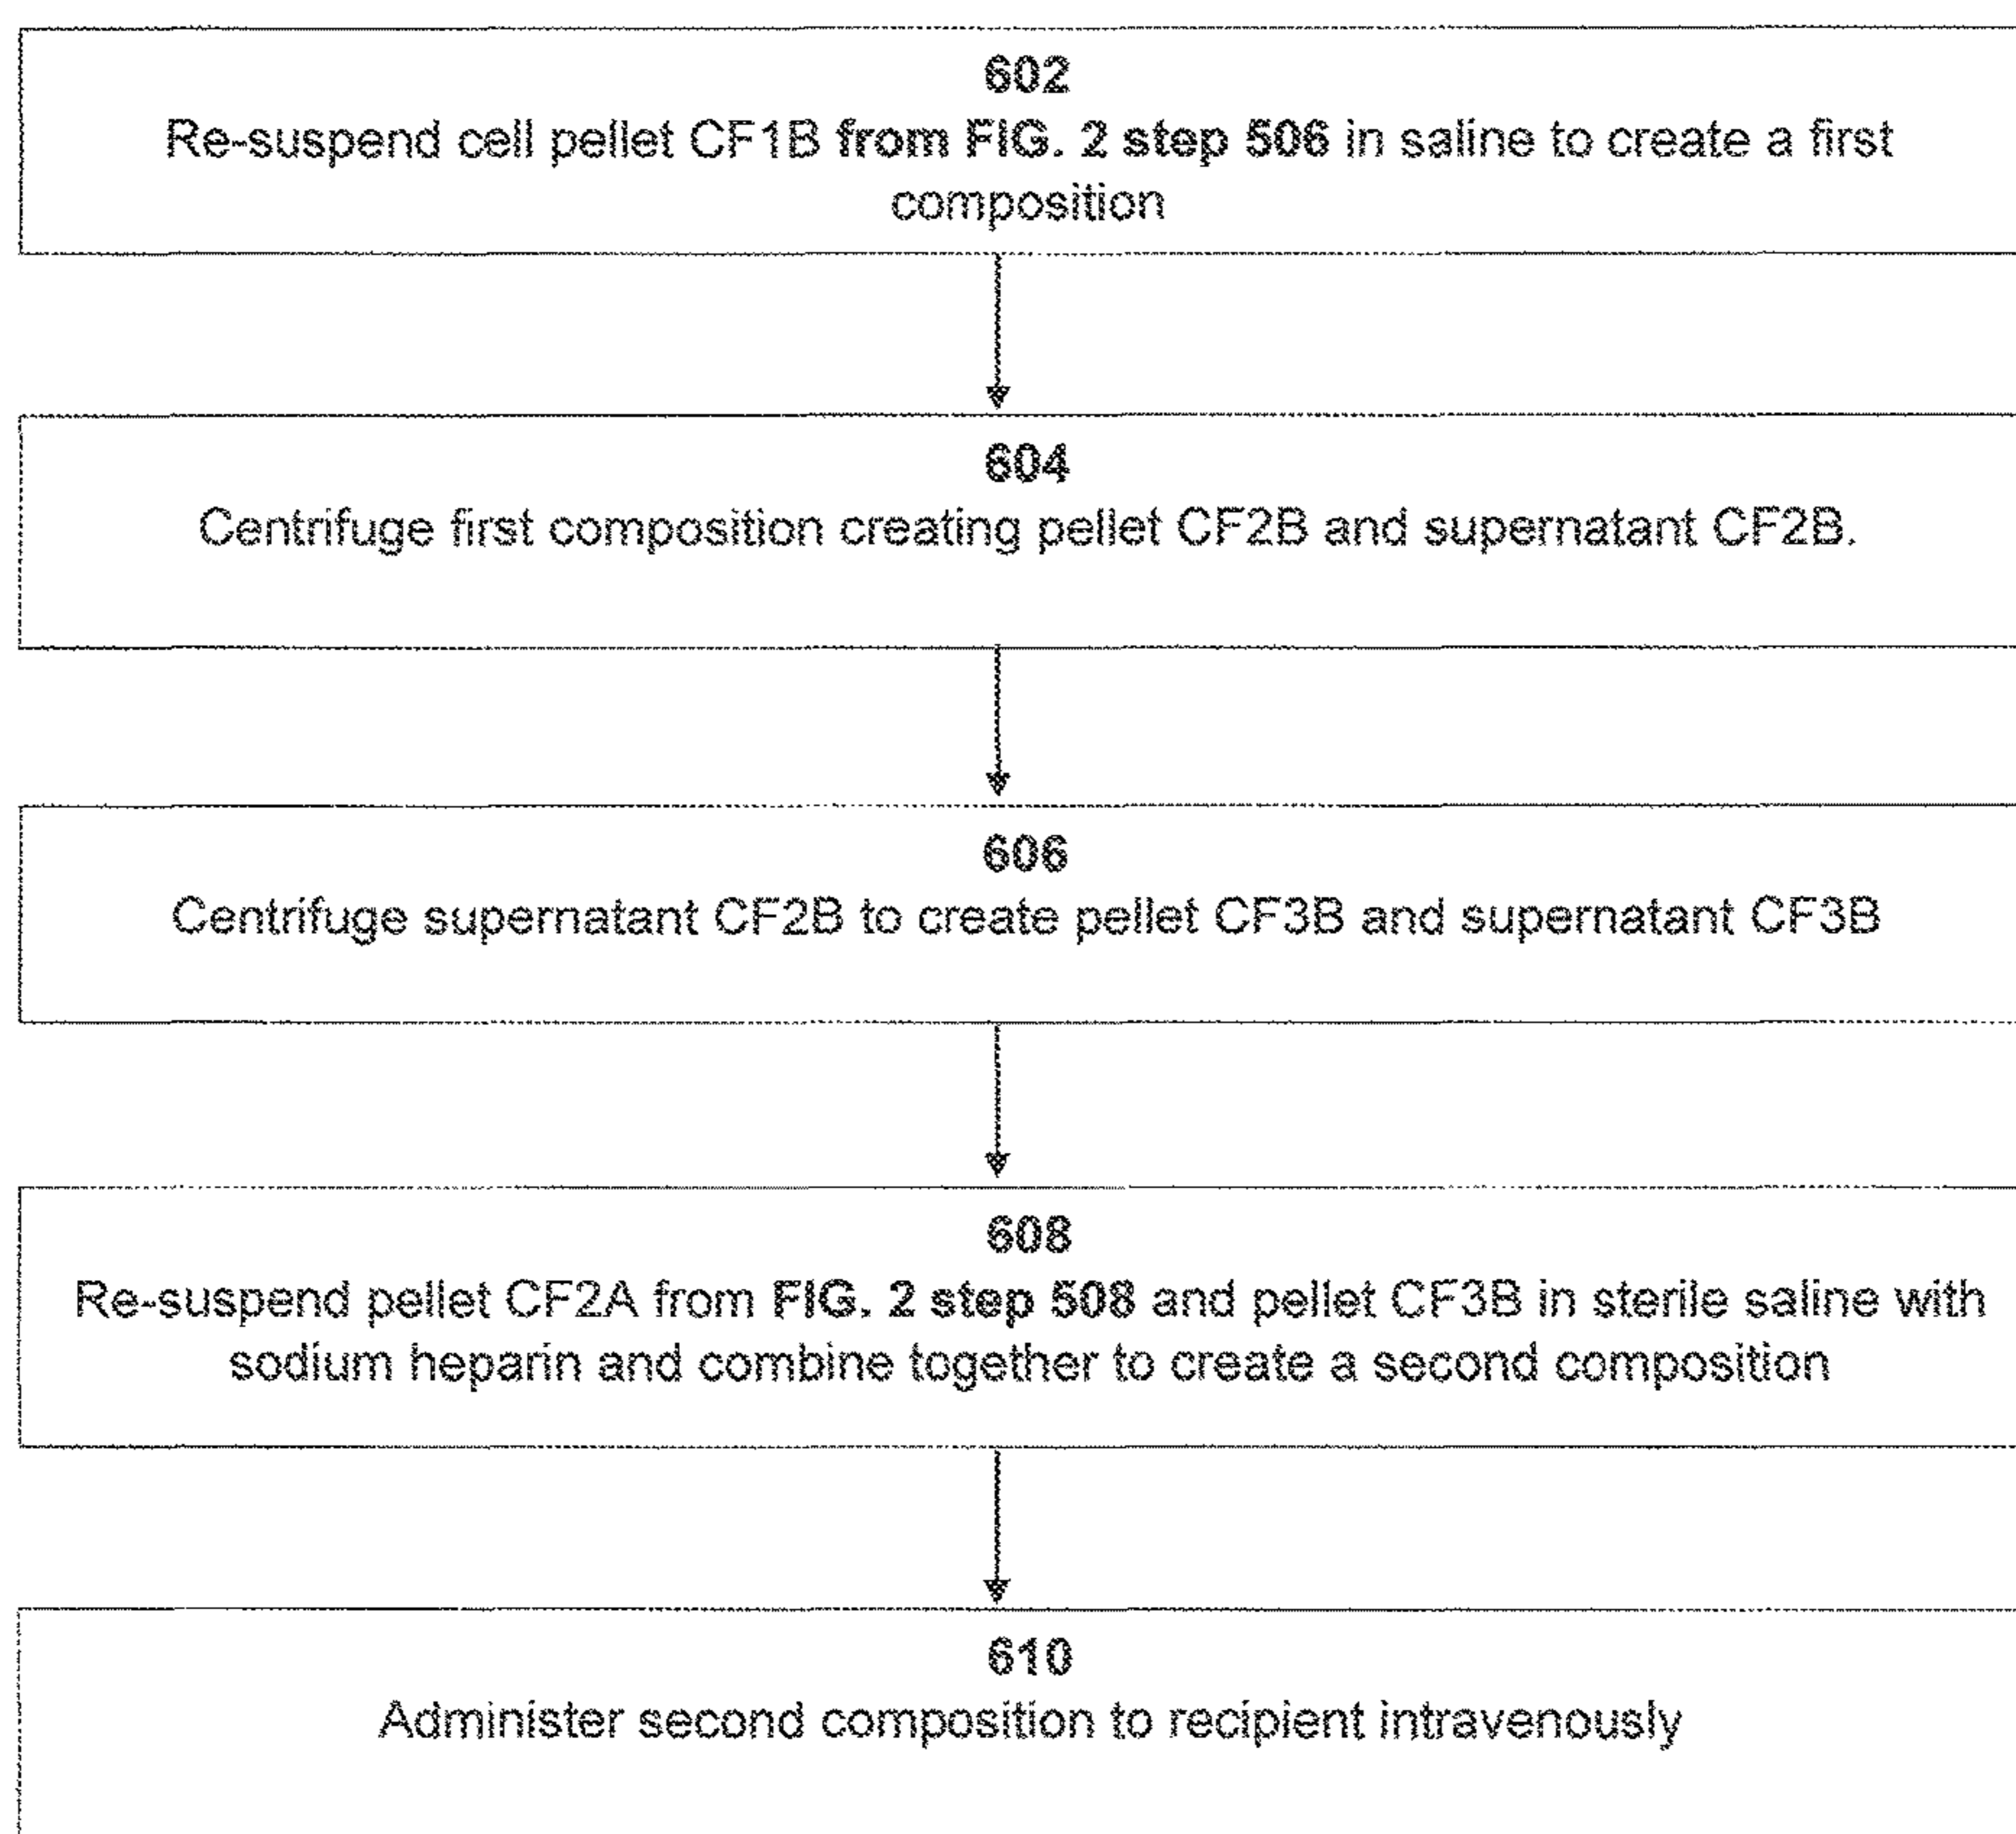 602
Re-suspend cell pellet CF1B from FIG. 2 step 506 in saline to create a first
composition
604
Centrifuge first composition creating pellet CF2B and supernatant CF2B.
606
Centrifuge supernatant CF2B to create pellet CF3B and supernatant CF3B
608
Re-suspend pellet CF2A from FIG. 2 step 508 and pellet CF3B in sterile saline with
sodium heparin and combine together to create a second composition
610
Administer second composition to recipient intravenously